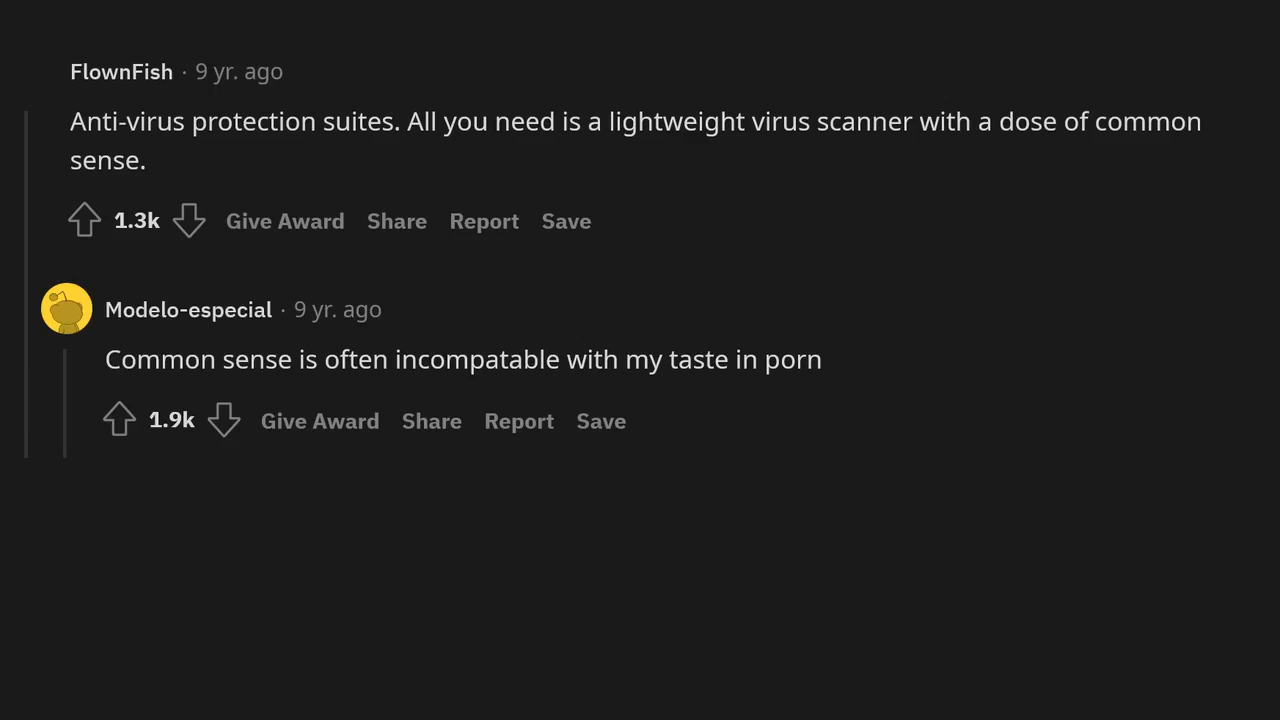 FlownFish · 9 yr. ago
Anti-virus protection suites. All you need is a lightweight virus scanner with a dose of common
sense.
1.3k Give Award Share Report Save
Modelo-especial · 9 yr. ago
Common sense is often incompatable with my taste in porn
1.9k Give Award Share Report Save